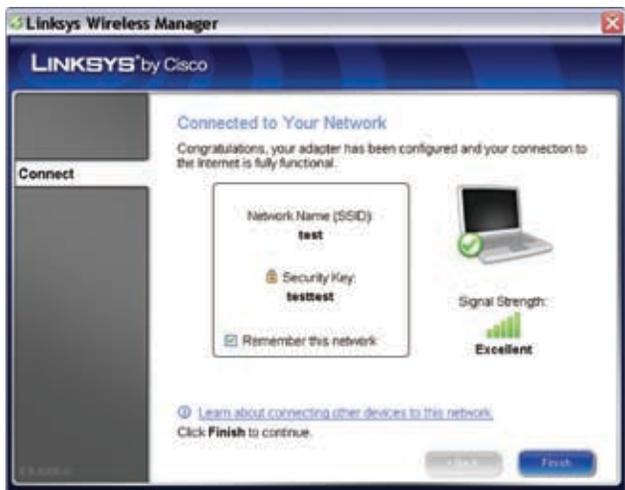 Linksys Wireless Manager
LINKSYS® by Cisco
Connect
Connected to Your Network
Congratulations, your adapter has been configured and your connection to
the Internet is fully functional.
Network Name (SSID):
test
Security Key:
testtest
Remember this network
Signal Strength:
Excellent
Learn about connecting other devices to this network.
Click Finish to continue.
Back
Finish